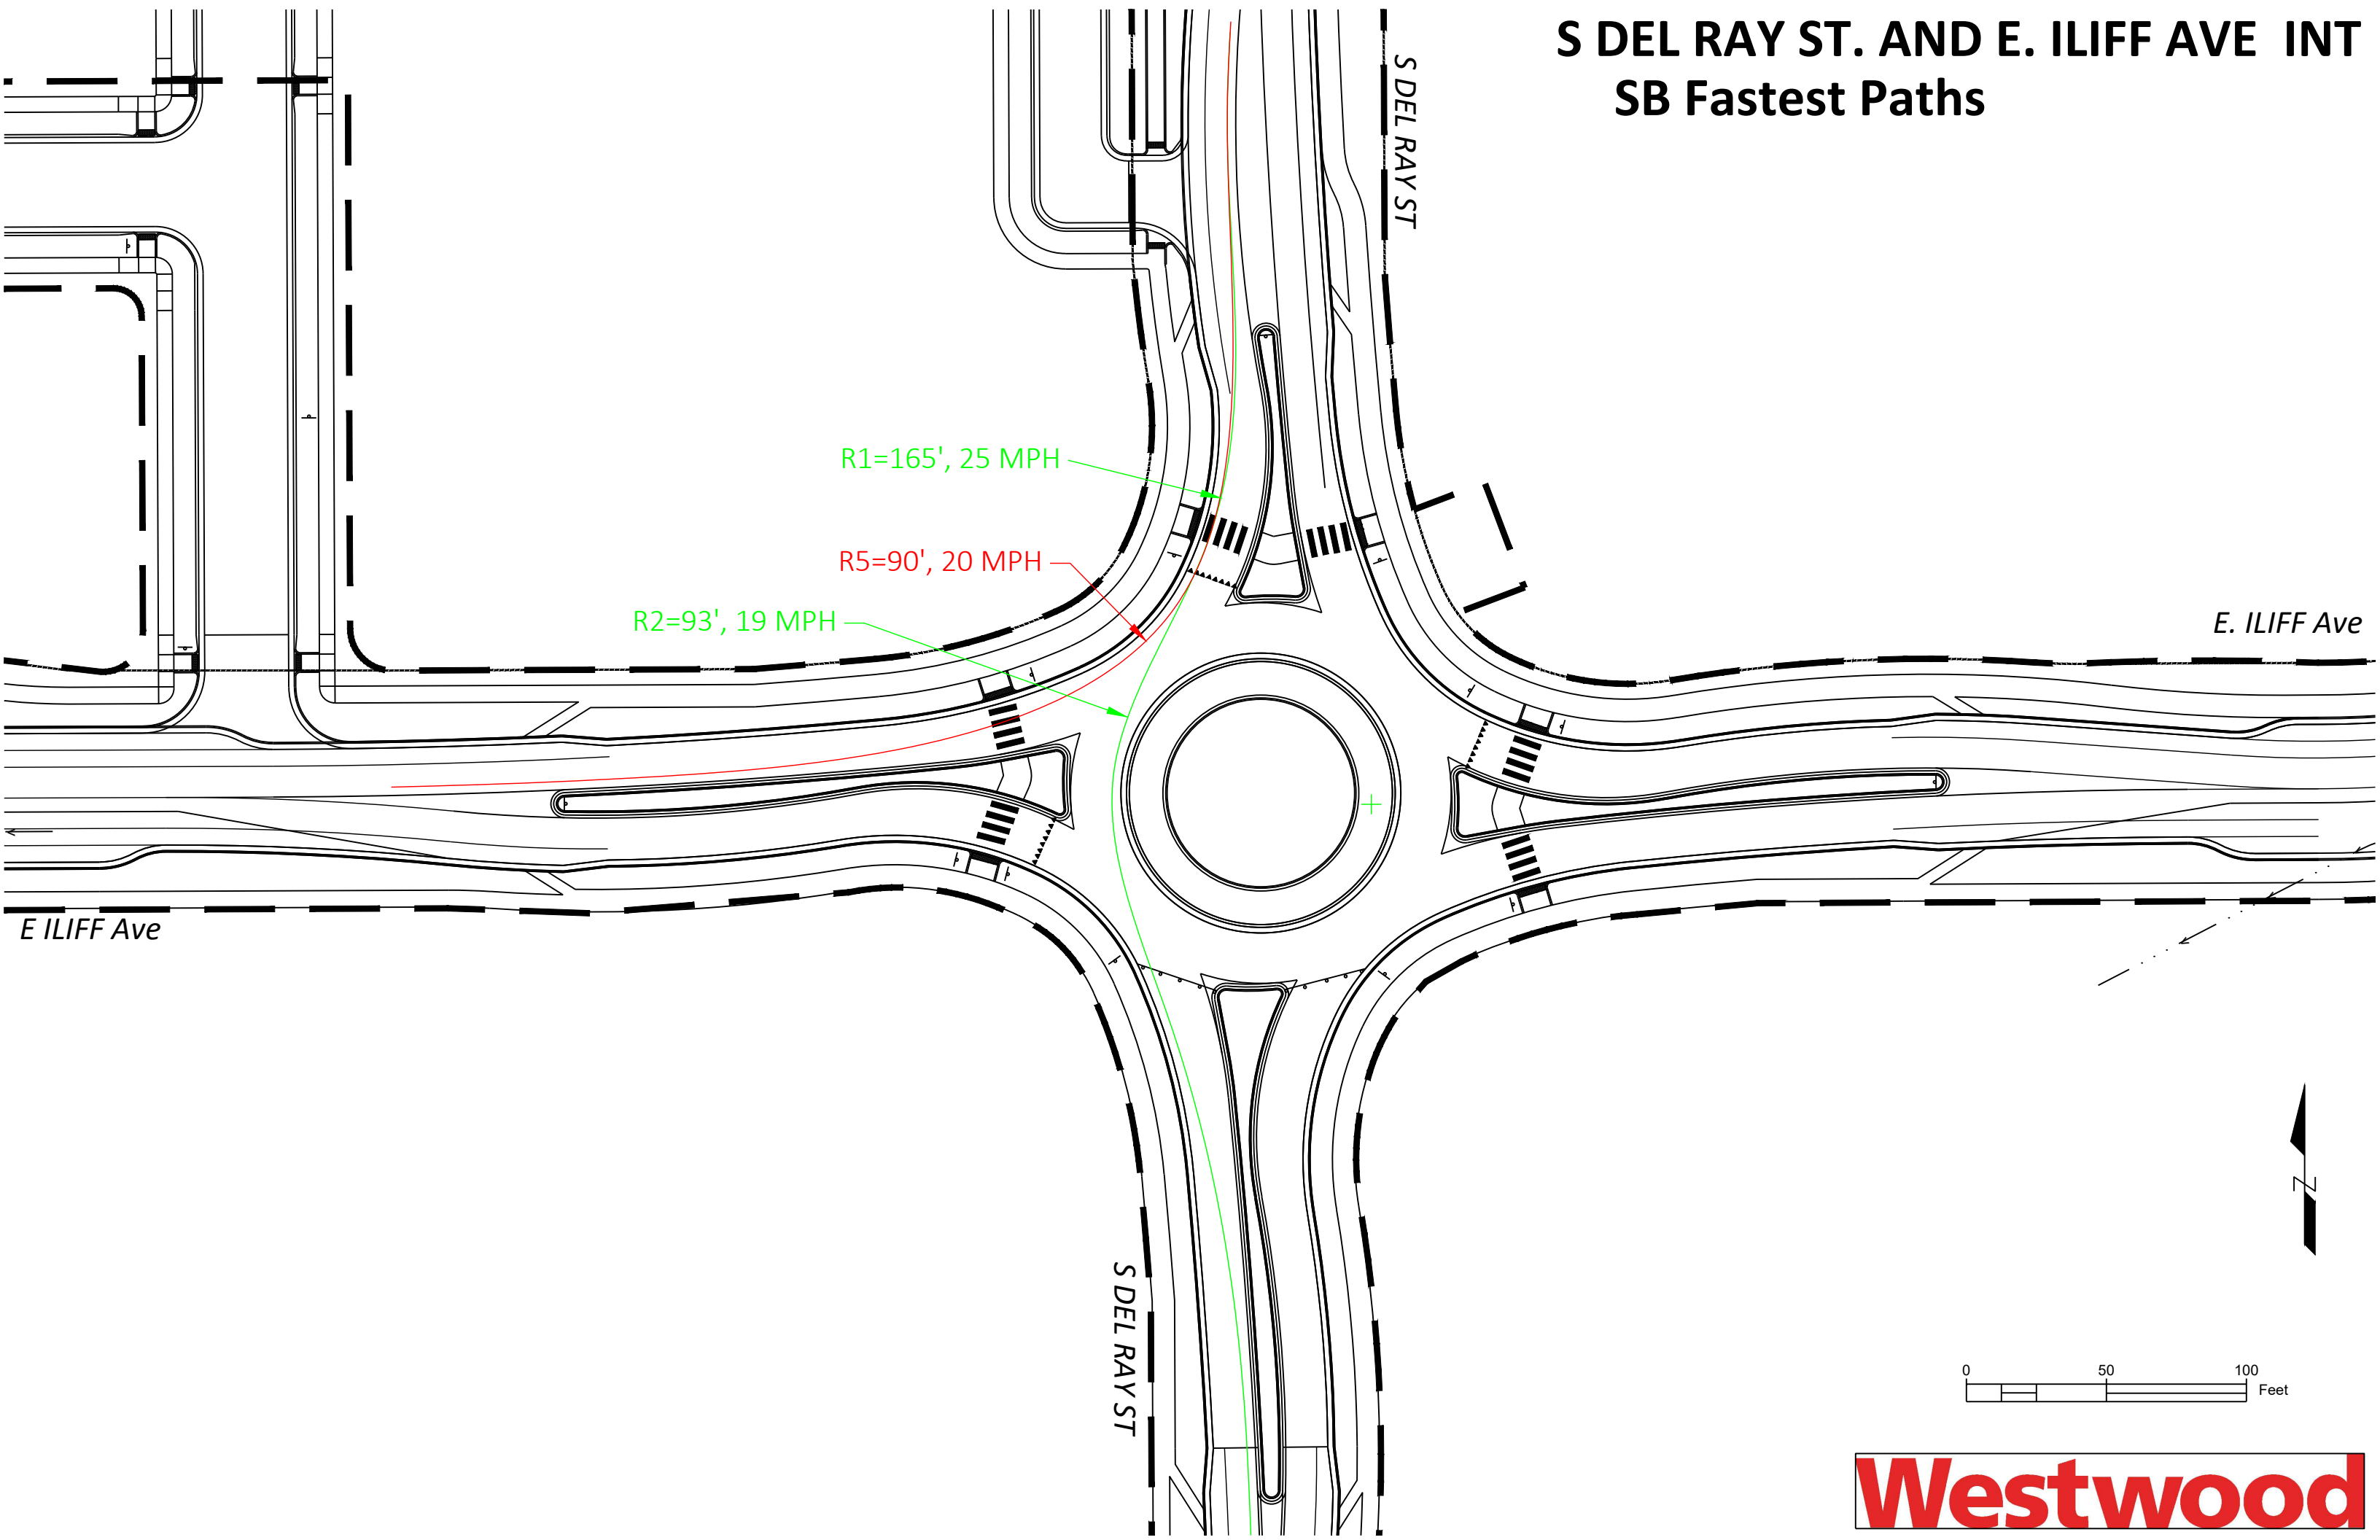 S DEL RAY ST. AND E. ILIFF AVE INT
SB Fastest Paths
S DEL RAY ST
R1=165', 25 MPH
R5=90', 20 MPH
R2=93', 19 MPH
E. ILIFF Ave
E ILIFF Ave
S DEL RAY ST
N
0 50 100
Feet
Westwood